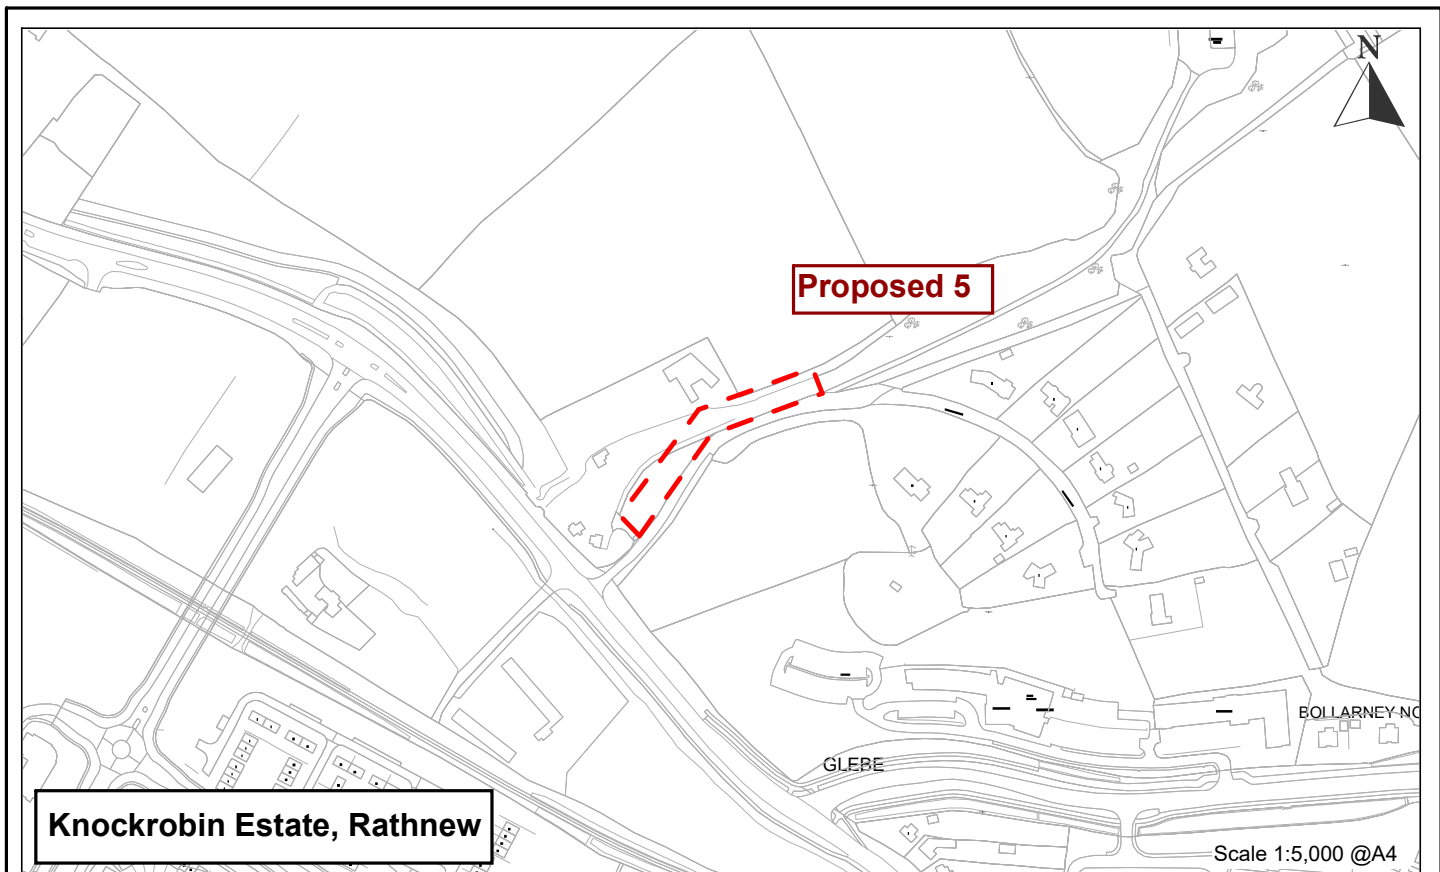 N
Proposed 5
BOLLARNEY NO
GLEBE
Knockrobin Estate, Rathnew
Scale 1:5,000 @A4